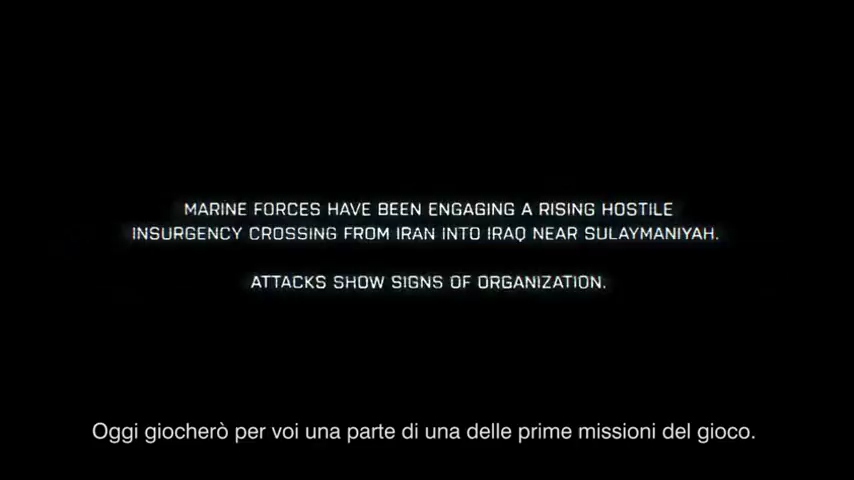 MARINE FORCES HAVE BEEN ENGAGING A RISING HOSTILE
INSURGENCY CROSSING FROM IRAN INTO IRAQ NEAR SULAYMANIYAH.
ATTACKS SHOW SIGNS OF ORGANIZATION.
Oggi giocherò per voi una parte di una delle prime missioni del gioco.